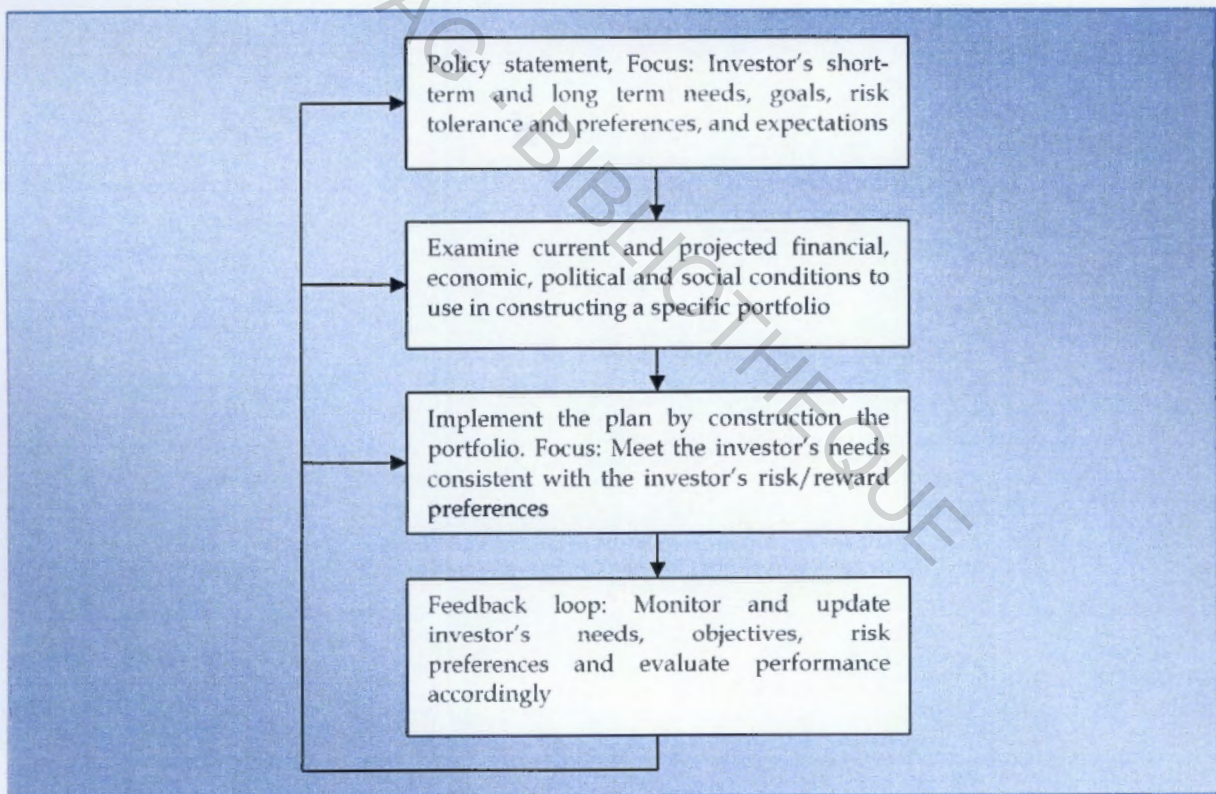 Policy statement, Focus: Investor's short-
term and long term needs, goals, risk
tolerance and preferences, and expectations
Examine current and projected financial,
economic, political and social conditions to
use in constructing a specific portfolio
Implement the plan by construction the
portfolio. Focus: Meet the investor's needs
consistent with the investor's risk/reward
preferences
Feedback loop: Monitor and update
investor's needs, objectives, risk
preferences and evaluate performance
accordingly
AG - BIBLIOTHEQUE